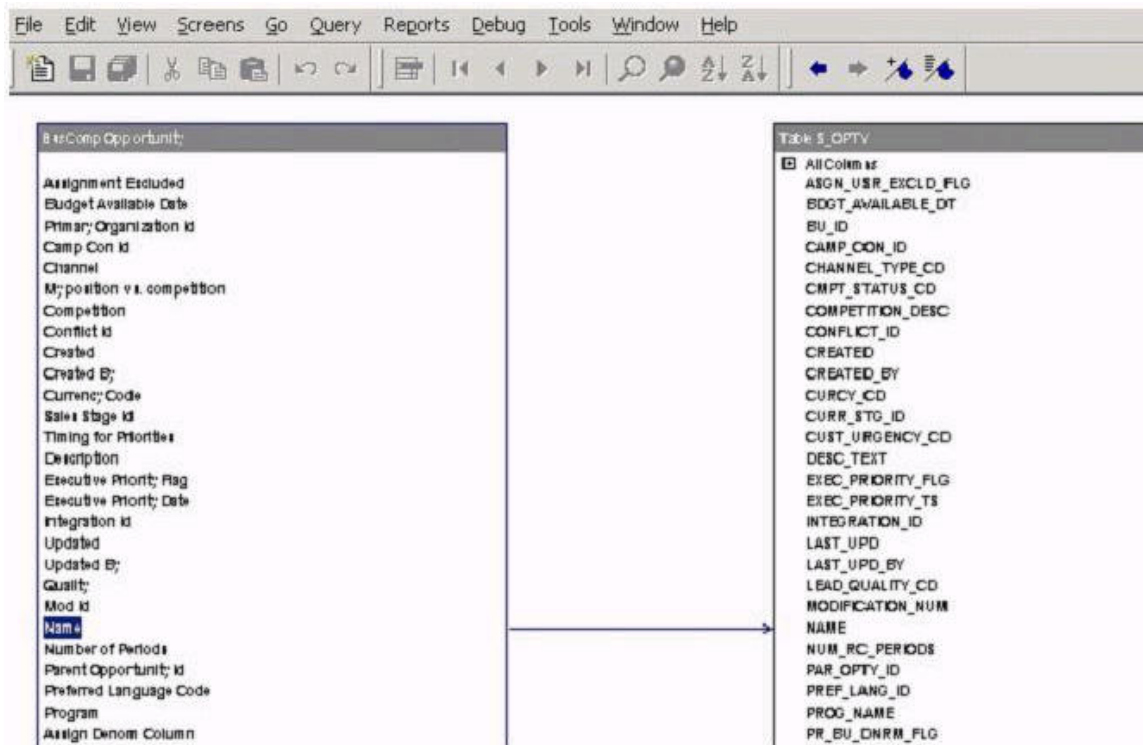 File Edit View Screens Go Query Reports Debug Tools Window Help
BusComp Opportunity
Assignment Excluded
Budget Available Date
Primary Organization Id
Camp Con Id
Channel
My position vs. competition
Competition
Conflict Id
Created
Created By
Currency Code
Sales Stage Id
Timing for Priorities
Description
Executive Priority Flag
Executive Priority Date
Integration Id
Updated
Updated By
Quality
Mod Id
Name
Number of Periods
Parent Opportunity Id
Preferred Language Code
Program
Assign Denorm Column
Table S_OPTY
All Columns
ASGN_USR_EXCLD_FLG
BDGT_AVAILABLE_DT
BU_ID
CAMP_CON_ID
CHANNEL_TYPE_CD
CMPT_STATUS_CD
COMPETITION_DESC
CONFLICT_ID
CREATED
CREATED_BY
CURCY_CD
CURR_STG_ID
CUST_URGENCY_CD
DESC_TEXT
EXEC_PRIORITY_FLG
EXEC_PRIORITY_TS
INTEGRATION_ID
LAST_UPD
LAST_UPD_BY
LEAD_QUALITY_CD
MODIFICATION_NUM
NAME
NUM_RC_PERIODS
PAR_OPTY_ID
PREF_LANG_ID
PROG_NAME
PR_BU_DNRM_FLG